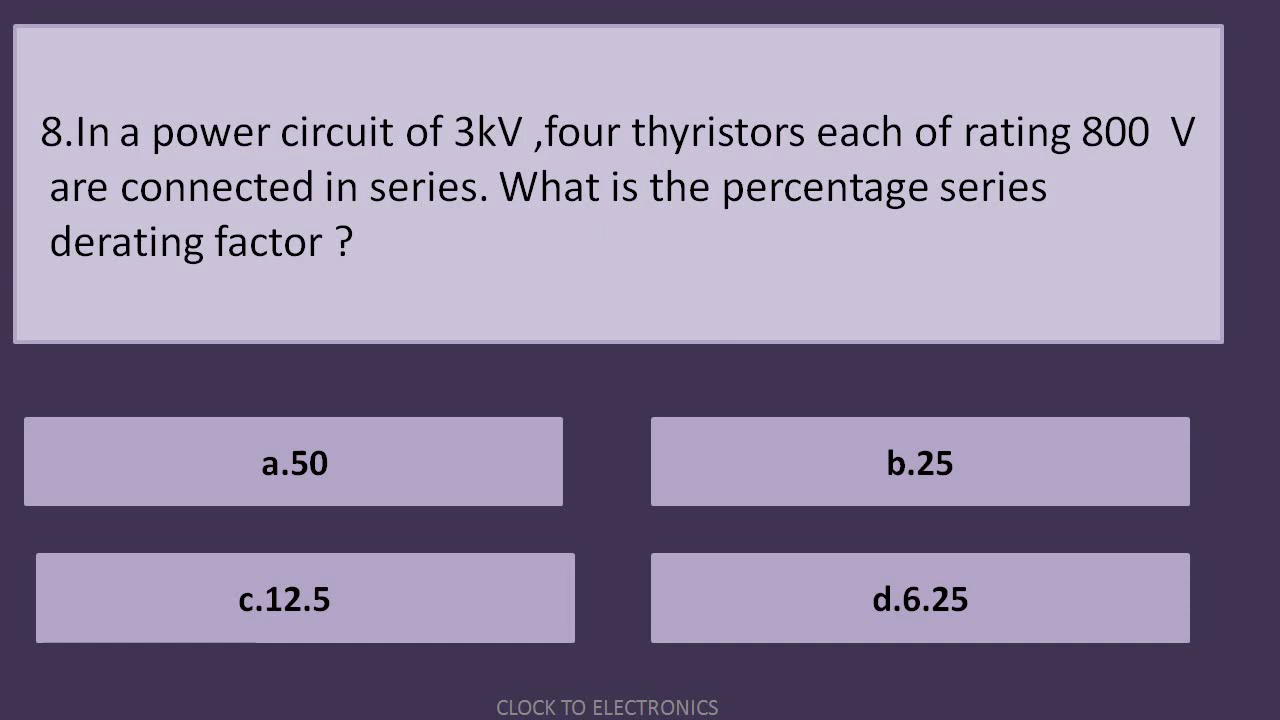 8.In a power circuit of 3kV ,four thyristors each of rating 800  V
are connected in series. What is the percentage series
derating factor ?
a.50
b.25
c.12.5
d.6.25
CLOCK TO ELECTRONICS